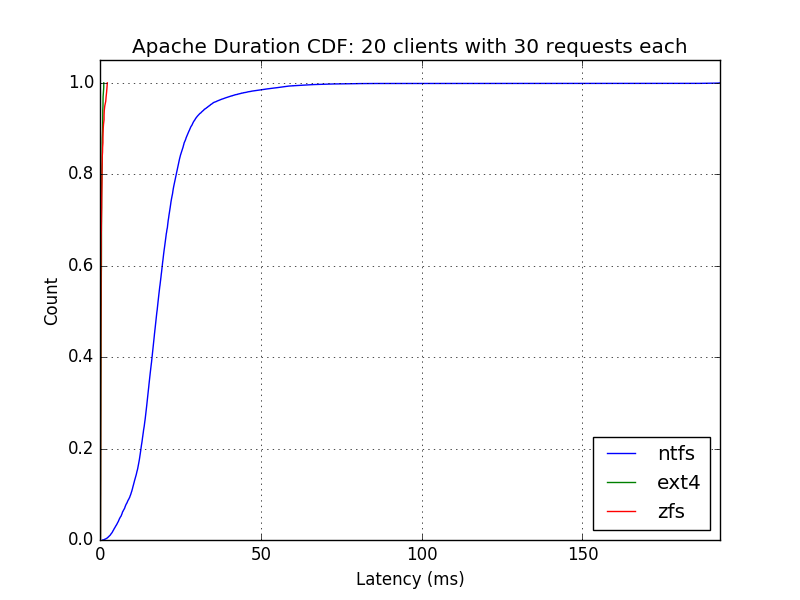 Apache Duration CDF: 20 clients with 30 requests each
1.0
0.8
0.6
0.4
0.2
0.0
Count
0 50 100 150
Latency (ms)
ntfs
ext4
zfs